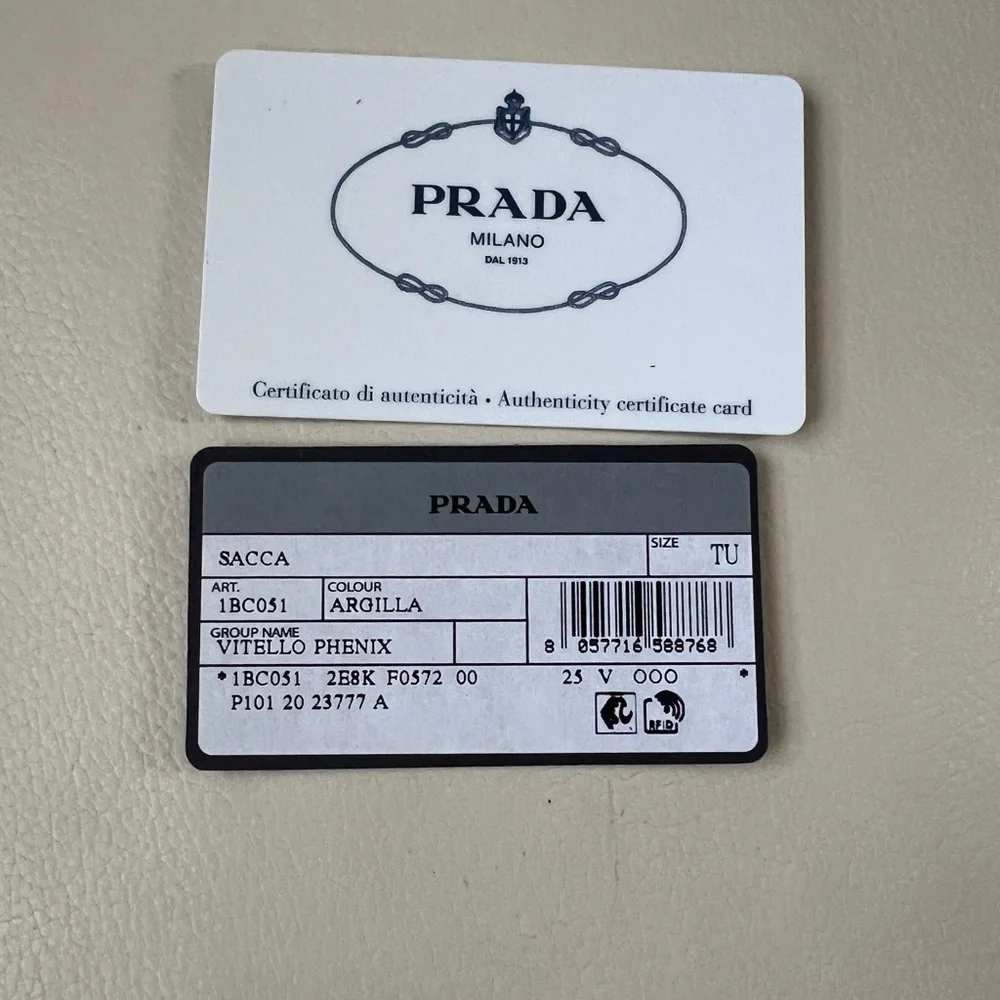 PRADA
MILANO
DAL 1913
Certificato di autenticità • Authenticity certificate card
PRADA
SACCA
SIZE TU
ART. COLOUR
1BC051 ARGILLA
GROUP NAME
VITELLO PHENIX
8 057716 588768
*1BC051 2E8K F0572 00 25 V OOO *
P101 20 23777 A
RFID